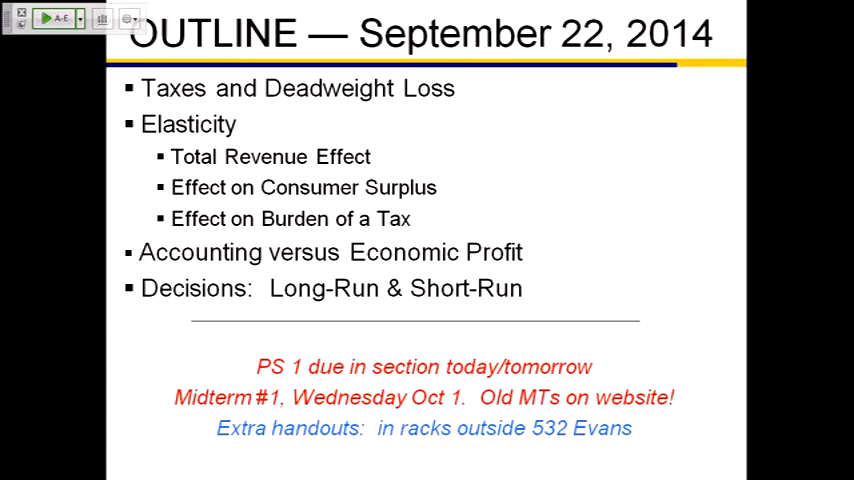 A-E
OUTLINE — September 22, 2014
▪ Taxes and Deadweight Loss
▪ Elasticity
▪ Total Revenue Effect
▪ Effect on Consumer Surplus
▪ Effect on Burden of a Tax
▪ Accounting versus Economic Profit
▪ Decisions: Long-Run & Short-Run
PS 1 due in section today/tomorrow
Midterm #1, Wednesday Oct 1. Old MTs on website!
Extra handouts: in racks outside 532 Evans